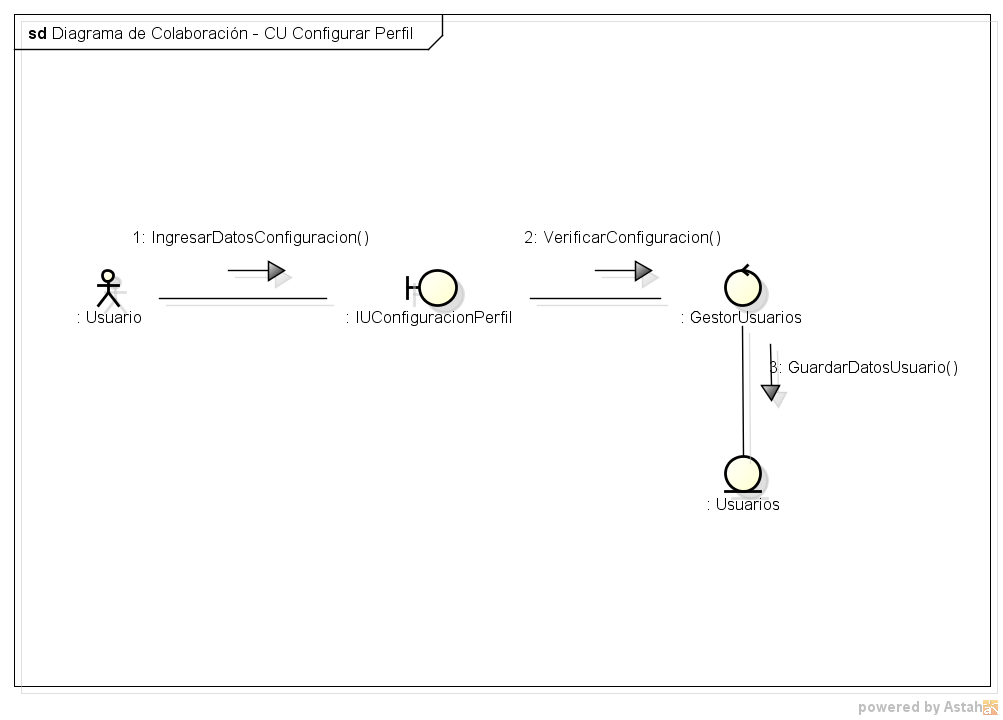 sd Diagrama de Colaboración - CU Configurar Perfil
1: IngresarDatosConfiguracion()
2: VerificarConfiguracion()
: Usuario
: IUConfiguracionPerfil
: GestorUsuarios
3: GuardarDatosUsuario()
: Usuarios
powered by Astah